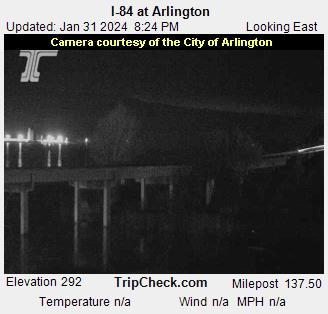 I-84 at Arlington
Updated: Jan 31 2024 8:24 PM Looking East
Camera courtesy of the City of Arlington
Elevation 292 TripCheck.com Milepost 137.50
Temperature n/a Wind n/a MPH n/a